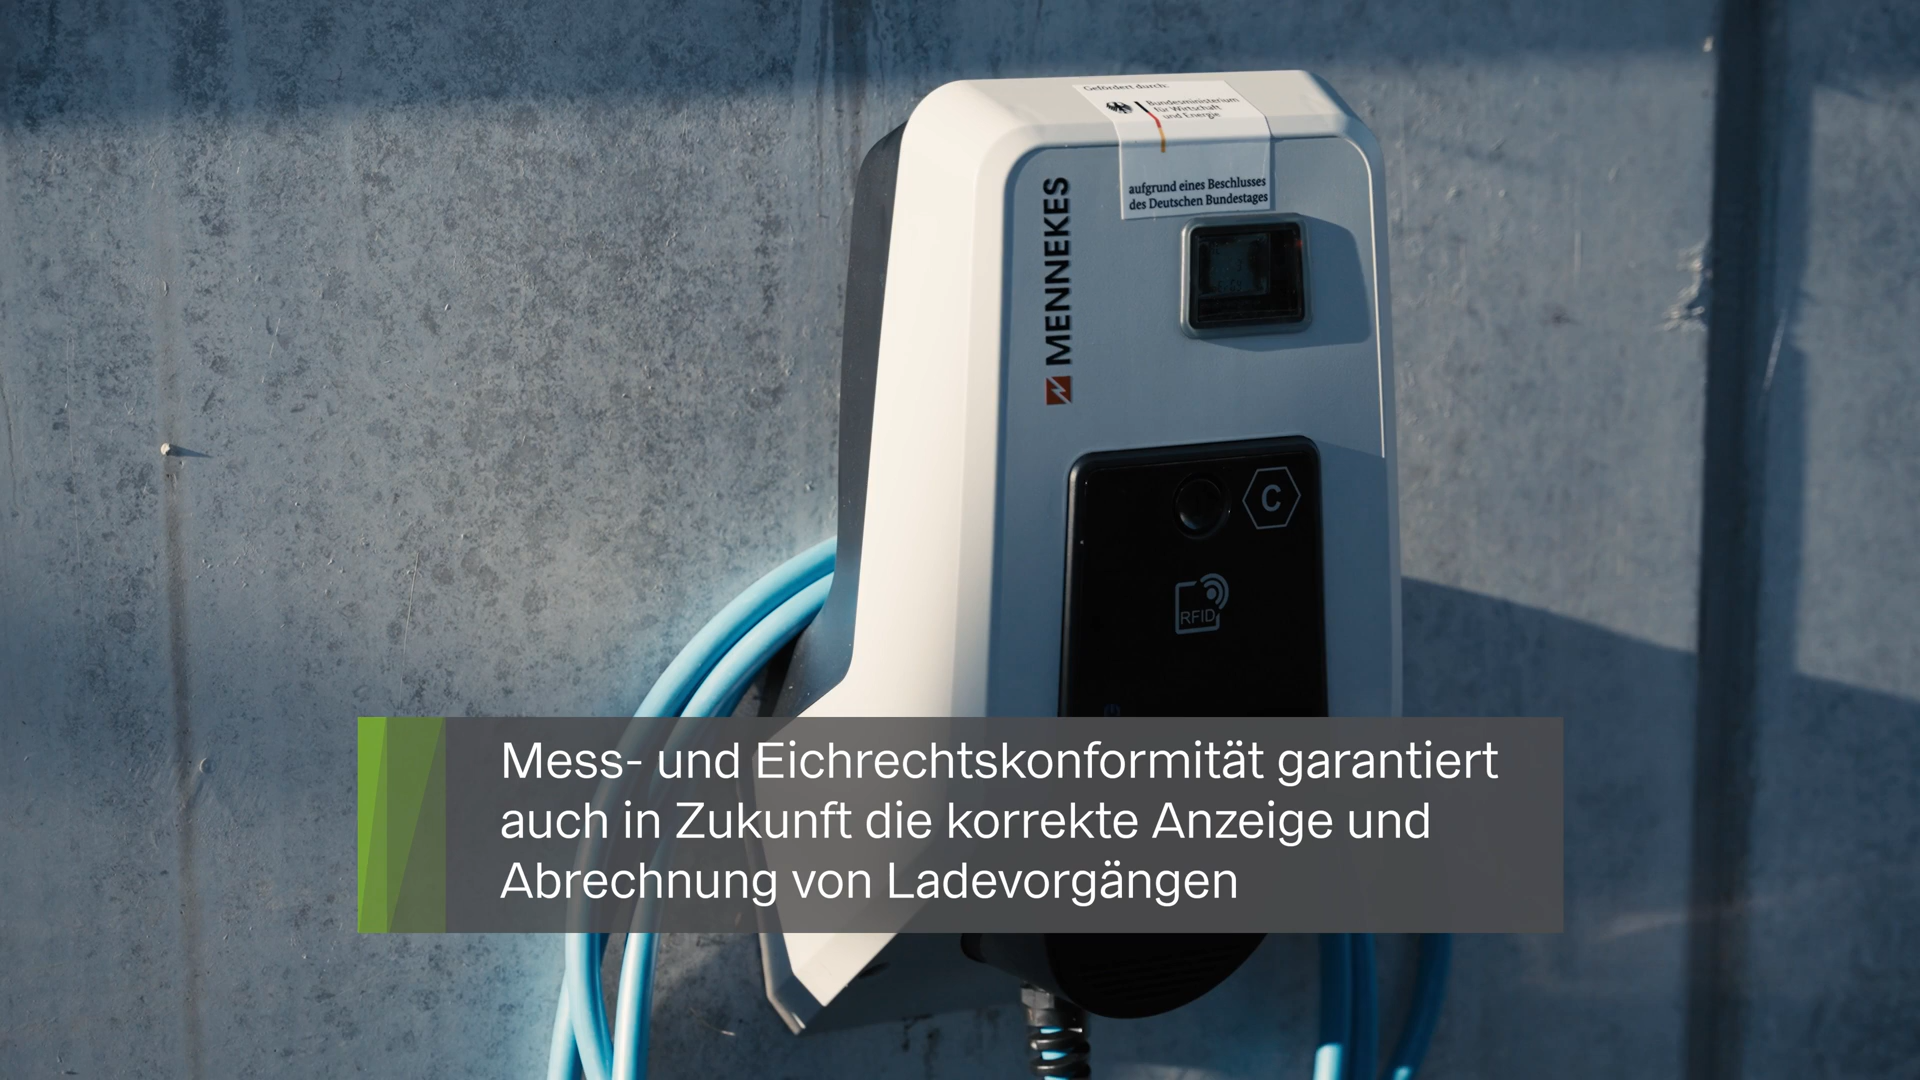 Gefördert durch:
Bundesministerium
für Wirtschaft
und Energie
aufgrund eines Beschlusses
des Deutschen Bundestages
MENNEKES
C
RFID
Mess- und Eichrechtskonformität garantiert
auch in Zukunft die korrekte Anzeige und
Abrechnung von Ladevorgängen